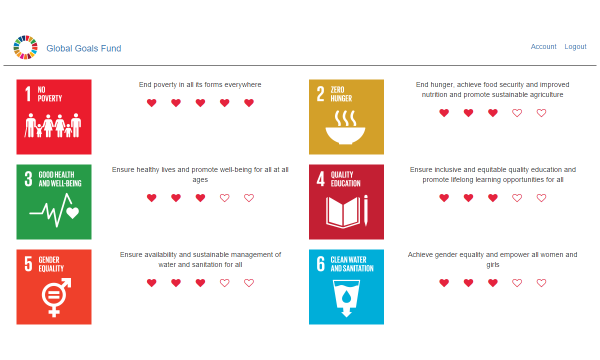 Global Goals Fund
Account Logout
1 NO
POVERTY
End poverty in all its forms everywhere
2 ZERO
HUNGER
End hunger, achieve food security and improved
nutrition and promote sustainable agriculture
3 GOOD HEALTH
AND WELL-BEING
Ensure healthy lives and promote well-being for all at all
ages
4 QUALITY
EDUCATION
Ensure inclusive and equitable quality education and
promote lifelong learning opportunities for all
5 GENDER
EQUALITY
Ensure availability and sustainable management of
water and sanitation for all
6 CLEAN WATER
AND SANITATION
Achieve gender equality and empower all women and
girls